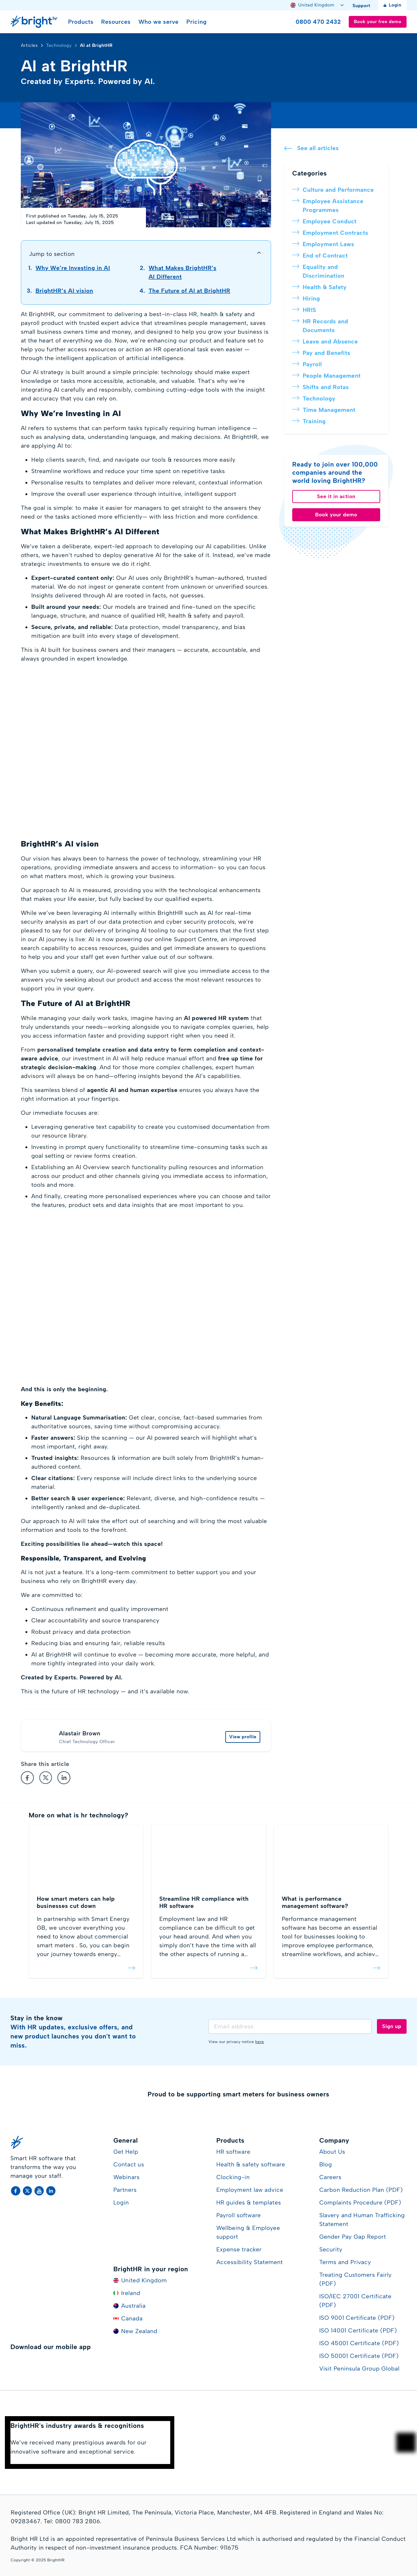 United Kingdom
Support
Login
bright HR™
Products
Resources
Who we serve
Pricing
0800 470 2432
Book your free demo
Articles
Technology
AI at BrightHR
AI at BrightHR
Created by Experts. Powered by AI.
First published on Tuesday, July 15, 2025
Last updated on Tuesday, July 15, 2025
See all articles
Categories
Culture and Performance
Employee Assistance
Programmes
Employee Conduct
Employment Contracts
Employment Laws
End of Contract
Equality and
Discrimination
Health & Safety
Hiring
HRIS
HR Records and
Documents
Leave and Absence
Pay and Benefits
Payroll
People Management
Shifts and Rotas
Technology
Time Management
Training
Ready to join over 100,000
companies around the
world loving BrightHR?
See it in action
Book your demo
Jump to section
1. Why We're Investing in AI
2. What Makes BrightHR's
AI Different
3. BrightHR's AI vision
4. The Future of AI at BrightHR
At BrightHR, our commitment to delivering best-in-class HR, health & safety and
payroll product with trusted expert advice has always meant one thing: empowering
small business owners with the right tools, at the right time. And as technology evolves,
so do we. Today, we're proud to share how we're redefining what it means to help
business owners take action or achieve an HR operational task even easier —
through the power of artificial intelligence.
Our AI strategy is built on a simple vision: technology should amplify expertise.
Expert knowledge or tasks more accessible, actionable, and valuable. That's why we're
integrating AI carefully and responsibly, combining cutting-edge tools with the insight
and accuracy that you can rely on.
Why We're Investing in AI
AI refers to systems that can perform tasks typically requiring human intelligence —
such as understanding language, analysing data, and making decisions. At BrightHR, we
are applying AI to:
Help clients search, find, and navigate our tools & resources more easily
Streamline workflows and reduce your time spent on repetitive tasks
Personalise results by templates and deliver more relevant, contextual information
Improve the end user experience through responsive intelligent support
The goal is simple: to make it easier for managers to get started and get on completing
the tasks they need to and with responses with less friction and more confidence.
What Makes BrightHR's AI Different
We've taken a deliberate, expert-led approach to developing our AI capabilities. Unlike
others, we haven't rushed to adopt AI for the sake of it. Instead, we've made
strategic investments to ensure we do it right.
Expert-curated content only: Our AI uses only BrightHR's human-authored, trusted
material. We do not ingest or generate content from unknown or unverified sources.
Insights delivered through AI are rooted in facts, not guesses.
Built around your needs: Our models are trained and fine-tuned on the specific
language, structure, and nuance of qualified HR, health & safety and payroll.
Secure, private, and reliable: Data protection, model transparency, and bias
mitigation are built into every stage of development.
This is AI built for business owners and their managers — accurate, accountable, and
always grounded in expert knowledge.
BrightHR's AI vision
Our vision has always been to harness the power of technology, streamlining your HR
operations, providing immediate access to advice and information- so you can focus
on what matters most, which is growing your business.
Our approach to AI is measured, providing you with the technological enhancements
that makes your life easier, but fully backed by our qualified experts.
While we've been leveraging AI internally within BrightHR such as AI for real-time
security analysis as part of our data protection and cyber security protocols, we're
pleased to say for our delivery of bringing AI tooling to our customers that the first step
in our AI journey is live: AI is now powering our online Support Centre, an improved
search capability to access resources, guides and get immediate answers to questions
to help you and your staff get even further value out of our software.
When you submit a query, our AI-powered search will give you immediate access to the
answers you're seeking about our product and access the most relevant resources to
support you in your query.
The Future of AI at BrightHR
While managing your daily work tasks, imagine having an AI powered HR system that
truly understands your needs—working alongside you to navigate complex queries, help
you access information faster and providing support right when you need it.
From personalised template creation and data entry to form completion and context-
aware advice, our investment in AI will help reduce manual effort and free up time for
strategic decision-making. And for those more complex challenges, expert human
advisors will always be on hand—offering insights beyond the AI's capabilities.
This seamless blend of agentic AI and human expertise ensures you always have the
right information at your fingertips.
Our immediate focuses are:
Leveraging generative text capability to create you customised documentation from
our resource library.
Investing in prompt query functionality to streamline time-consuming tasks such as
goal setting or review forms creation.
Establishing an AI Overview search functionality pulling responses and information
across our product and other channels giving you immediate access to information,
tools and more.
And finally, creating more personalised experiences where you can choose and tailor
the features, product sets and data insights that are most important to you.
And this is only the beginning.
Key Benefits:
Natural Language Summarisation: Get clear, concise, fact-based summaries from
authoritative sources, saving time without compromising accuracy.
Faster answers: Skip the scanning — our AI powered search will highlight what's
most important, right away.
Trusted insights: Resources & information are built solely from BrightHR's human-
authored content.
Clear citations: Every response will include direct links to the underlying source
material.
Better search & user experience: Relevant, diverse, and high-confidence results —
intelligently ranked and de-duplicated.
Our approach to AI will take the effort out of searching and will bring the most valuable
information and tools to the forefront.
Exciting possibilities lie ahead—watch this space!
Responsible, Transparent, and Evolving
AI is not just a feature. It's a long-term commitment to better support you and your
business who rely on BrightHR every day.
We are committed to:
Continuous refinement and quality improvement
Clear accountability and source transparency
Robust privacy and data protection
Reducing bias and ensuring fair, reliable results
AI at BrightHR will continue to evolve — becoming more accurate, more helpful, and
more tightly integrated into your daily work.
Created by Experts. Powered by AI.
This is the future of HR technology — and it's available now.
Alastair Brown
Chief Technology Officer
View profile
Share this article
More on what is hr technology?
How smart meters can help
businesses cut down
In partnership with Smart Energy
GB, we uncover everything you
need to know about commercial
smart meters . So, you can begin
your journey towards energy...
Streamline HR compliance with
HR software
Employment law and HR
compliance can be difficult to get
your head around. And when you
simply don't have the time with all
the other aspects of running a...
What is performance
management software?
Performance management
software has become an essential
tool for businesses looking to
improve employee performance,
streamline workflows, and achiev...
Stay in the know
With HR updates, exclusive offers, and
new product launches you don't want to
miss.
Email address
Sign up
View our privacy notice here
Proud to be supporting smart meters for business owners
Smart HR software that
transforms the way you
manage your staff.
General
Get Help
Contact us
Webinars
Partners
Login
Products
HR software
Health & safety software
Clocking-in
Employment law advice
HR guides & templates
Payroll software
Wellbeing & Employee
support
Expense tracker
Accessibility Statement
Company
About Us
Blog
Careers
Carbon Reduction Plan (PDF)
Complaints Procedure (PDF)
Slavery and Human Trafficking
Statement
Gender Pay Gap Report
Security
Terms and Privacy
Treating Customers Fairly
(PDF)
ISO/IEC 27001 Certificate
(PDF)
ISO 9001 Certificate (PDF)
ISO 14001 Certificate (PDF)
ISO 45001 Certificate (PDF)
ISO 50001 Certificate (PDF)
Visit Peninsula Group Global
BrightHR in your region
United Kingdom
Ireland
Australia
Canada
New Zealand
Download our mobile app
BrightHR's industry awards & recognitions
We've received many prestigious awards for our
innovative software and exceptional service.
Registered Office (UK): Bright HR Limited, The Peninsula, Victoria Place, Manchester, M4 4FB. Registered in England and Wales No:
09283467. Tel: 0800 783 2806.
Bright HR Ltd is an appointed representative of Peninsula Business Services Ltd which is authorised and regulated by the Financial Conduct
Authority in respect of non-investment insurance products. FCA Number: 911675
Copyright © 2025 BrightHR